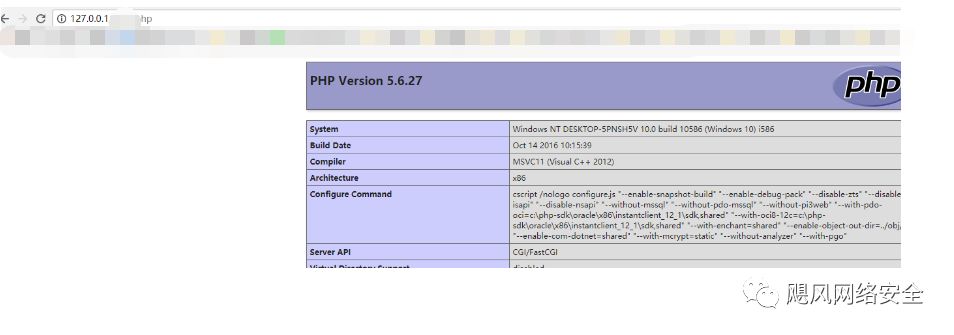 127.0.0.1
php
PHP Version 5.6.27
php
System Windows NT DESKTOP-5PNSH5V 10.0 build 10586 (Windows 10) i586
Build Date Oct 14 2016 10:15:39
Compiler MSVC11 (Visual C++ 2012)
Architecture x86
Configure Command cscript /nologo configure.js "--enable-snapshot-build" "--enable-debug-pack" "--disable-zts" "--disable
isapi" "--disable-nsapi" "--without-mssql" "--without-pdo-mssql" "--without-pi3web" "--with-pdo-
oci=c:\php-sdk\oracle\x86\instantclient_12_1\sdk,shared" "--with-oci8-12c=c:\php-
sdk\oracle\x86\instantclient_12_1\sdk,shared" "--with-enchant=shared" "--enable-object-out-dir=../obj/
"--enable-com-dotnet=shared" "--with-mcrypt=static" "--without-analyzer" "--with-pgo"
Server API CGI/FastCGI
Virtual Directory Support disabled
飓风网络安全